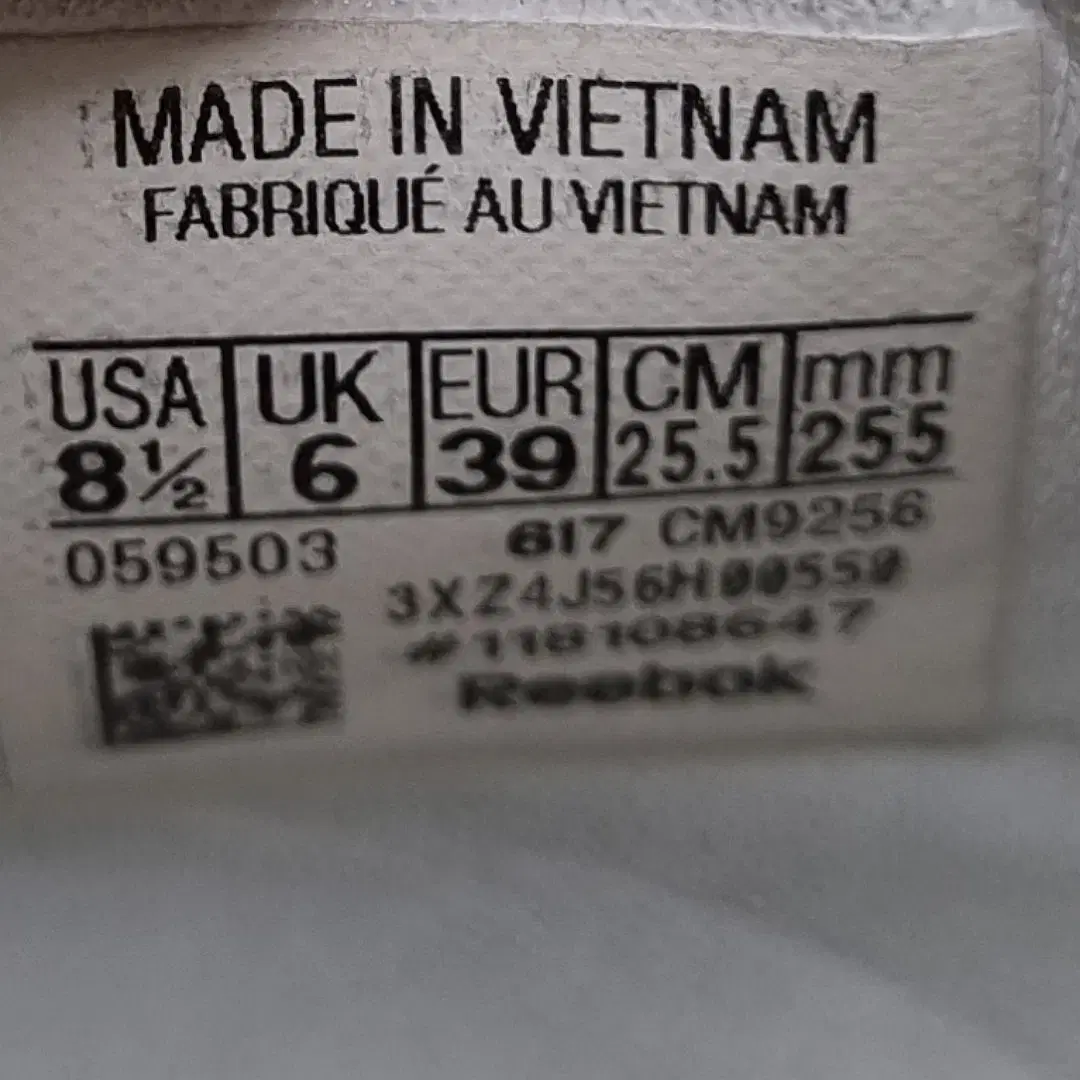 MADE IN VIETNAM
FABRIQUÉ AU VIETNAM
USA UK EUR CM mm
8½ 6 39 25.5 255
059503 617 CM9256
3XZ4J56H00550
#1181086647
Reebok